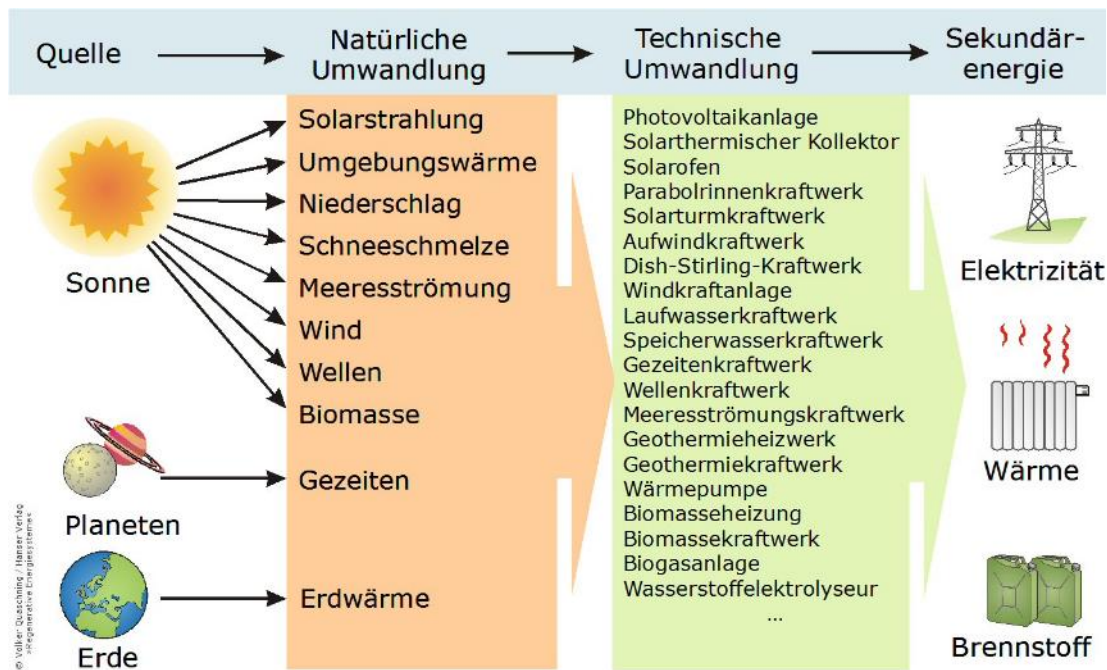 Quelle
Natürliche
Umwandlung
Technische
Umwandlung
Sekundär-
energie
Sonne
Planeten
Erde
Solarstrahlung
Umgebungswärme
Niederschlag
Schneeschmelze
Meeresströmung
Wind
Wellen
Biomasse
Gezeiten
Erdwärme
Photovoltaikanlage
Solarthermischer Kollektor
Solarofen
Parabolrinnenkraftwerk
Solarturmkraftwerk
Aufwindkraftwerk
Dish-Stirling-Kraftwerk
Windkraftanlage
Laufwasserkraftwerk
Speicherwasserkraftwerk
Gezeitenkraftwerk
Wellenkraftwerk
Meeresströmungskraftwerk
Geothermieheizwerk
Geothermiekraftwerk
Wärmepumpe
Biomasseheizung
Biomassekraftwerk
Biogasanlage
Wasserstoffelektrolyseur
...
Elektrizität
Wärme
Brennstoff
© Volker Quaschning / Hanser Verlag
»Regenerative Energiesysteme«